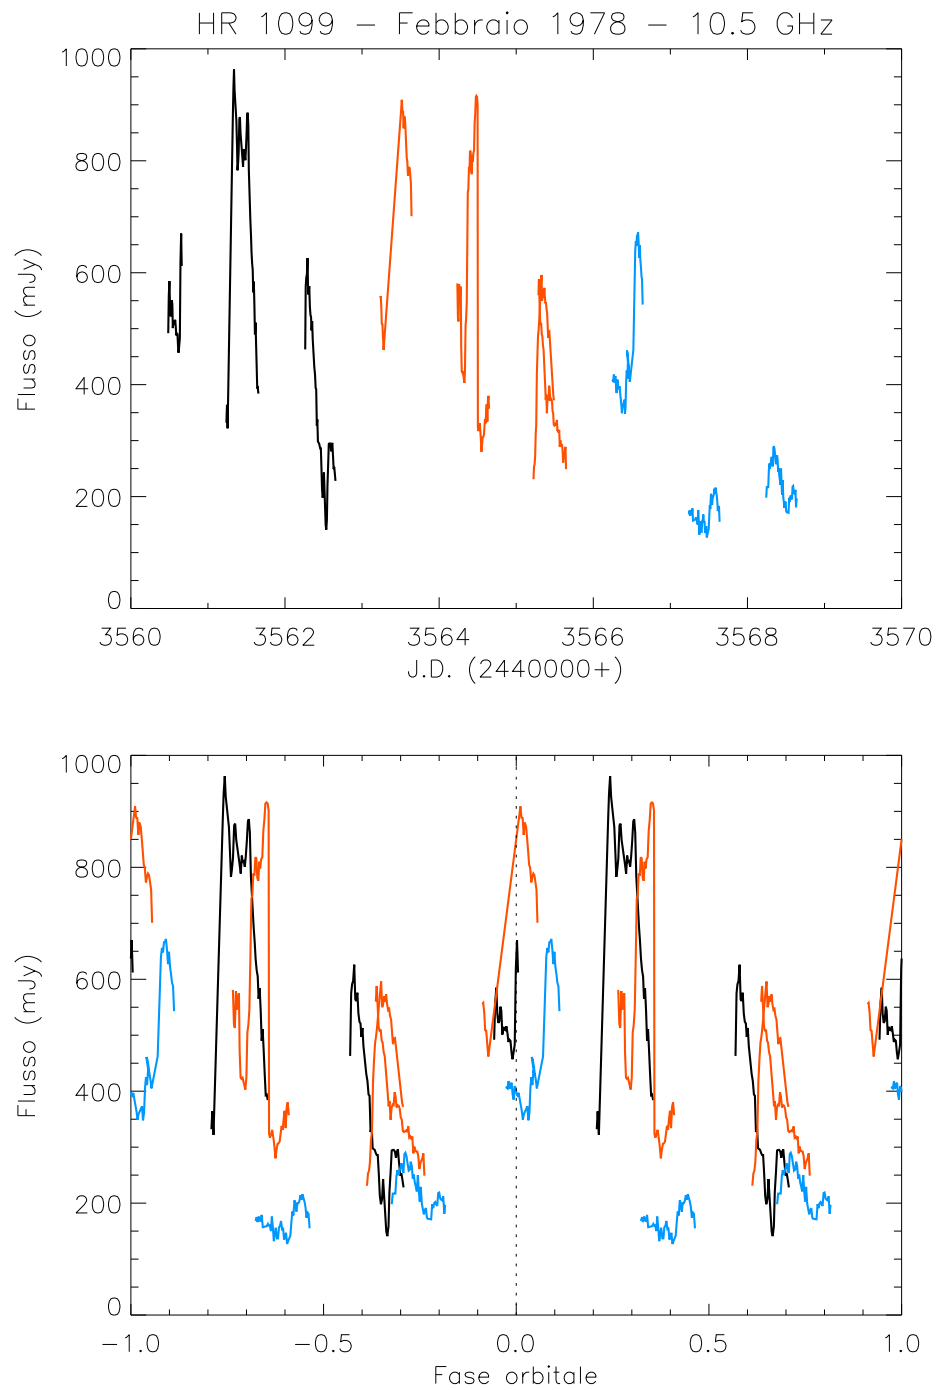 HR 1099 – Febbraio 1978 – 10.5 GHz
1000
800
600
400
200
0
Flusso (mJy)
3560 3562 3564 3566 3568 3570
J.D. (2440000+)
1000
800
600
400
200
0
Flusso (mJy)
−1.0 −0.5 0.0 0.5 1.0
Fase orbitale